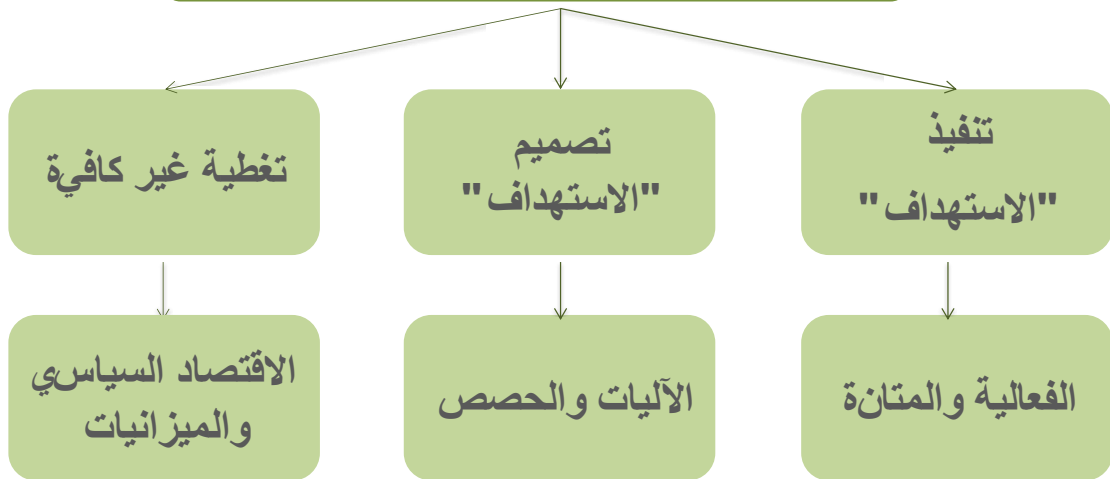 تنفيذ
"الاستهداف"
تصميم
"الاستهداف"
تغطية غير كافية
الفعالية والمتانة
الآليات والحصص
الاقتصاد السياسي
والميزانيات